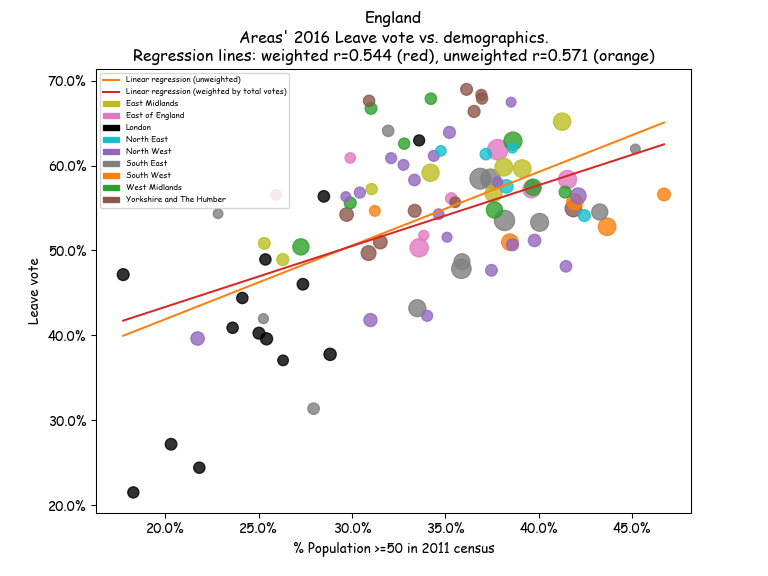 England
Areas' 2016 Leave vote vs. demographics.
Regression lines: weighted r=0.544 (red), unweighted r=0.571 (orange)
Linear regression (unweighted)
Linear regression (weighted by total votes)
East Midlands
East of England
London
North East
North West
South East
South West
West Midlands
Yorkshire and The Humber
70.0%
60.0%
50.0%
40.0%
30.0%
20.0%
Leave vote
20.0% 25.0% 30.0% 35.0% 40.0% 45.0%
% Population >=50 in 2011 census